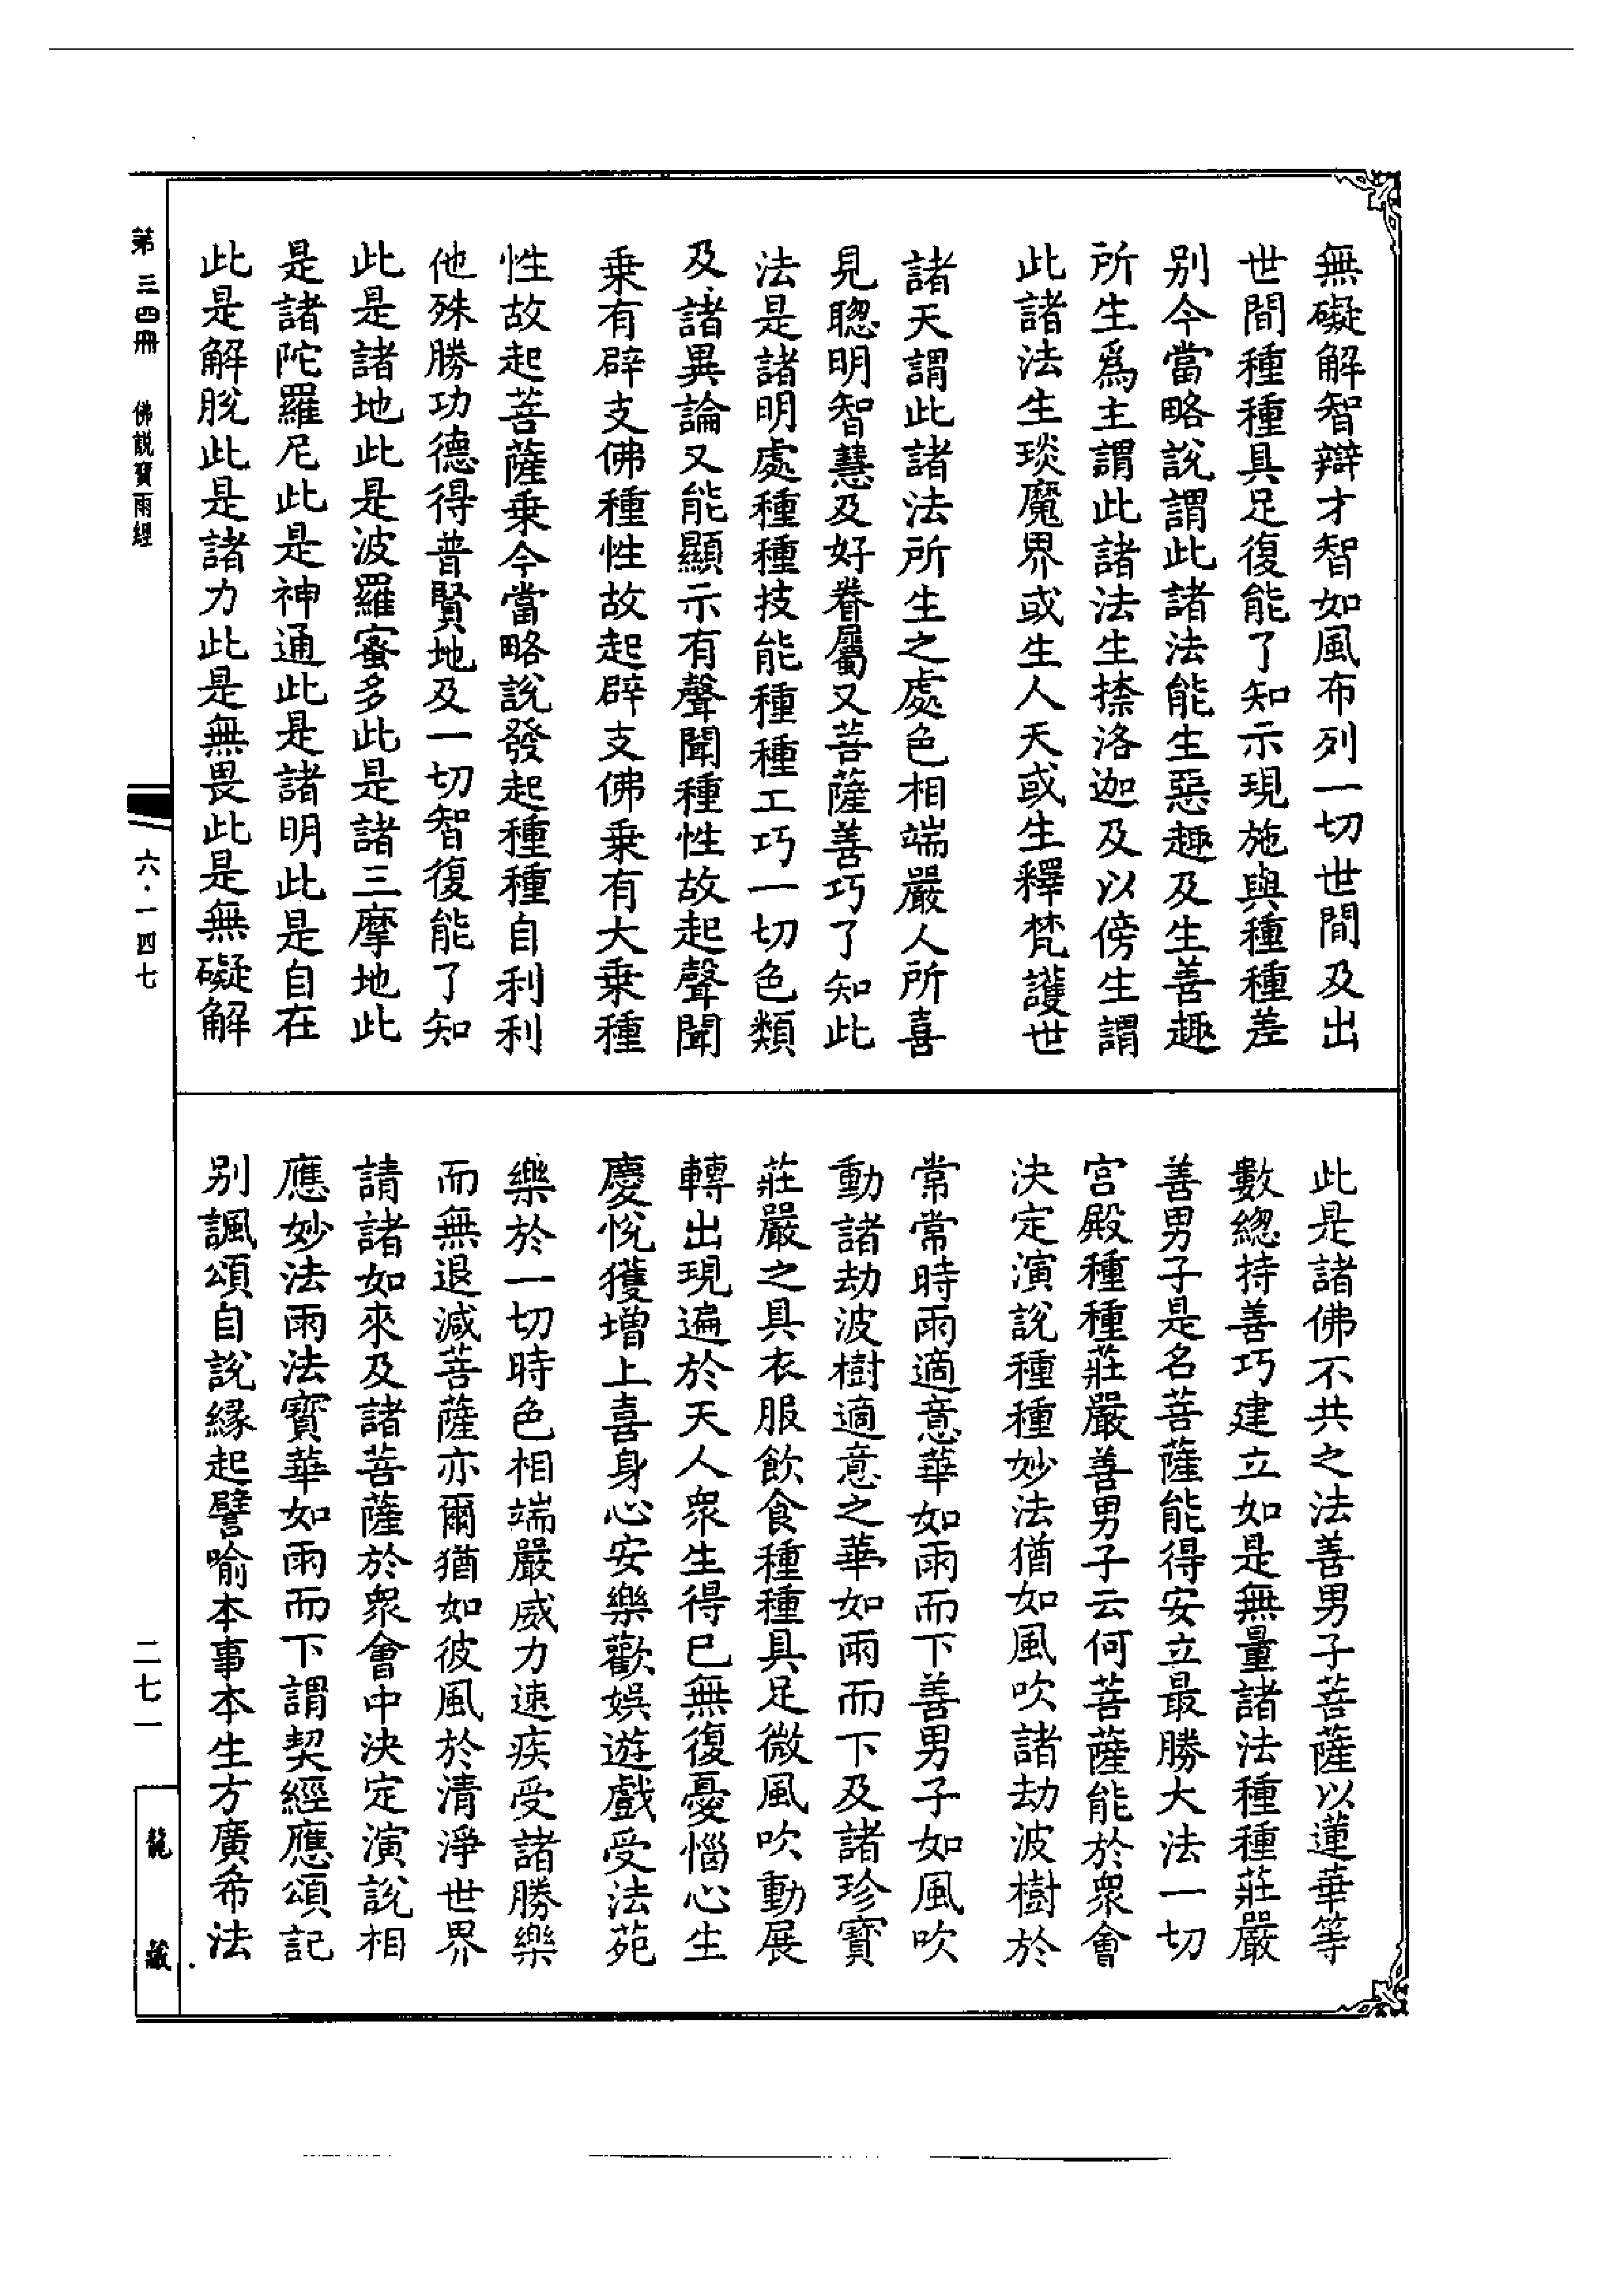 無礙解智辯才智如風布列一切世間及出
世間種種具足復能了知示現施與種種差
別今當略說謂此諸法能生惡趣及生善趣
所生爲主謂此諸法生捺洛迦及以傍生謂
此諸法生琰魔界或生人天或生釋梵護世
諸天謂此諸法所生之處色相端嚴人所喜
見聰明智慧及好眷屬又菩薩善巧了知此
法是諸明處種種技能種種工巧一切色類
及諸異論又能顯示有聲聞種性故起聲聞
乘有辟支佛種性故起辟支佛乘有大乘種
性故起菩薩乘今當略說發起種種自利利
他殊勝功德得普賢地及一切智復能了知
此是諸地此是波羅蜜多此是諸三摩地此
是諸陀羅尼此是神通此是諸明此是自在
此是解脫此是諸力此是無畏此是無礙解
此是諸佛不共之法善男子菩薩以蓮華等
數總持善巧建立如是無量諸法種種莊嚴
善男子是名菩薩能得安立最勝大法一切
宫殿種種莊嚴善男子云何菩薩能於衆會
決定演說種種妙法猶如風吹諸劫波樹於
常常時雨適意華如雨而下善男子如風吹
動諸劫波樹適意之華如雨而下及諸珍寶
莊嚴之具衣服飲食種種具足微風吹動展
轉出現遍於天人衆生得已無復憂惱心生
慶悅獲增上喜身心安樂歡娛遊戲受法苑
樂於一切時色相端嚴威力速疾受諸勝樂
而無退減菩薩亦爾猶如彼風於清淨世界
請諸如來及諸菩薩於衆會中決定演說相
應妙法雨法寶華如雨而下謂契經應頌記
别諷頌自說緣起譬喻本事本生方廣希法
第三四冊 佛説寶雨經
六·一四七
二七一
龍藏